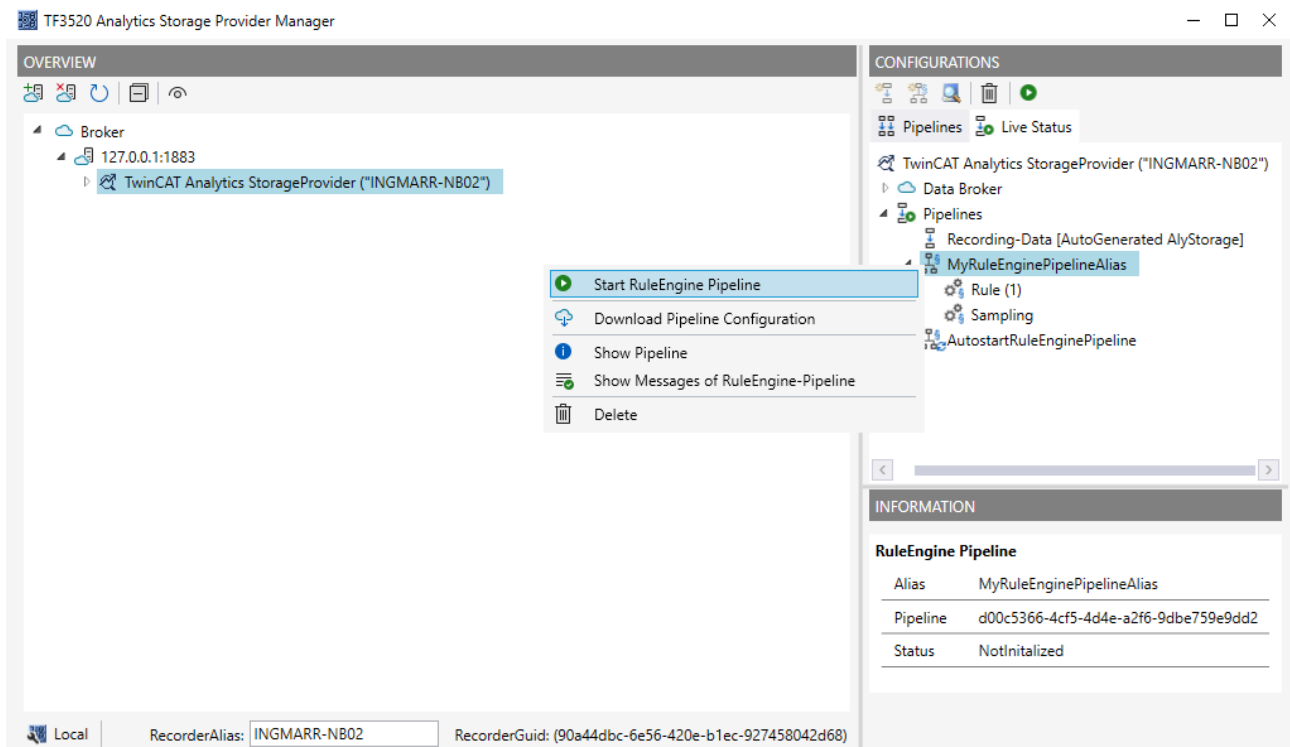 TF3520 Analytics Storage Provider Manager
OVERVIEW
Broker
127.0.0.1:1883
TwinCAT Analytics StorageProvider ("INGMARR-NB02")
Start RuleEngine Pipeline
Download Pipeline Configuration
Show Pipeline
Show Messages of RuleEngine-Pipeline
Delete
CONFIGURATIONS
Pipelines Live Status
TwinCAT Analytics StorageProvider ("INGMARR-NB02")
Data Broker
Pipelines
Recording-Data [AutoGenerated AlyStorage]
MyRuleEnginePipelineAlias
Rule (1)
Sampling
AutostartRuleEnginePipeline
INFORMATION
RuleEngine Pipeline
Alias MyRuleEnginePipelineAlias
Pipeline d00c5366-4cf5-4d4e-a2f6-9dbe759e9dd2
Status NotInitalized
Local RecorderAlias: INGMARR-NB02 RecorderGuid: (90a44dbc-6e56-420e-b1ec-927458042d68)